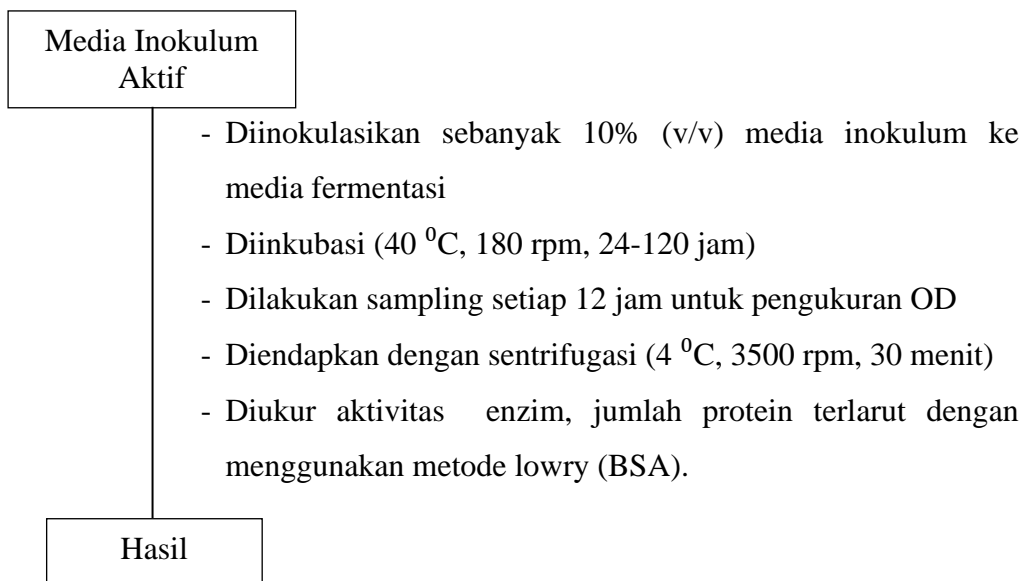 Media Inokulum
Aktif
- Diinokulasikan sebanyak 10% (v/v) media inokulum ke
media fermentasi
- Diinkubasi (40 ⁰C, 180 rpm, 24-120 jam)
- Dilakukan sampling setiap 12 jam untuk pengukuran OD
- Diendapkan dengan sentrifugasi (4 ⁰C, 3500 rpm, 30 menit)
- Diukur aktivitas enzim, jumlah protein terlarut dengan
menggunakan metode lowry (BSA).
Hasil